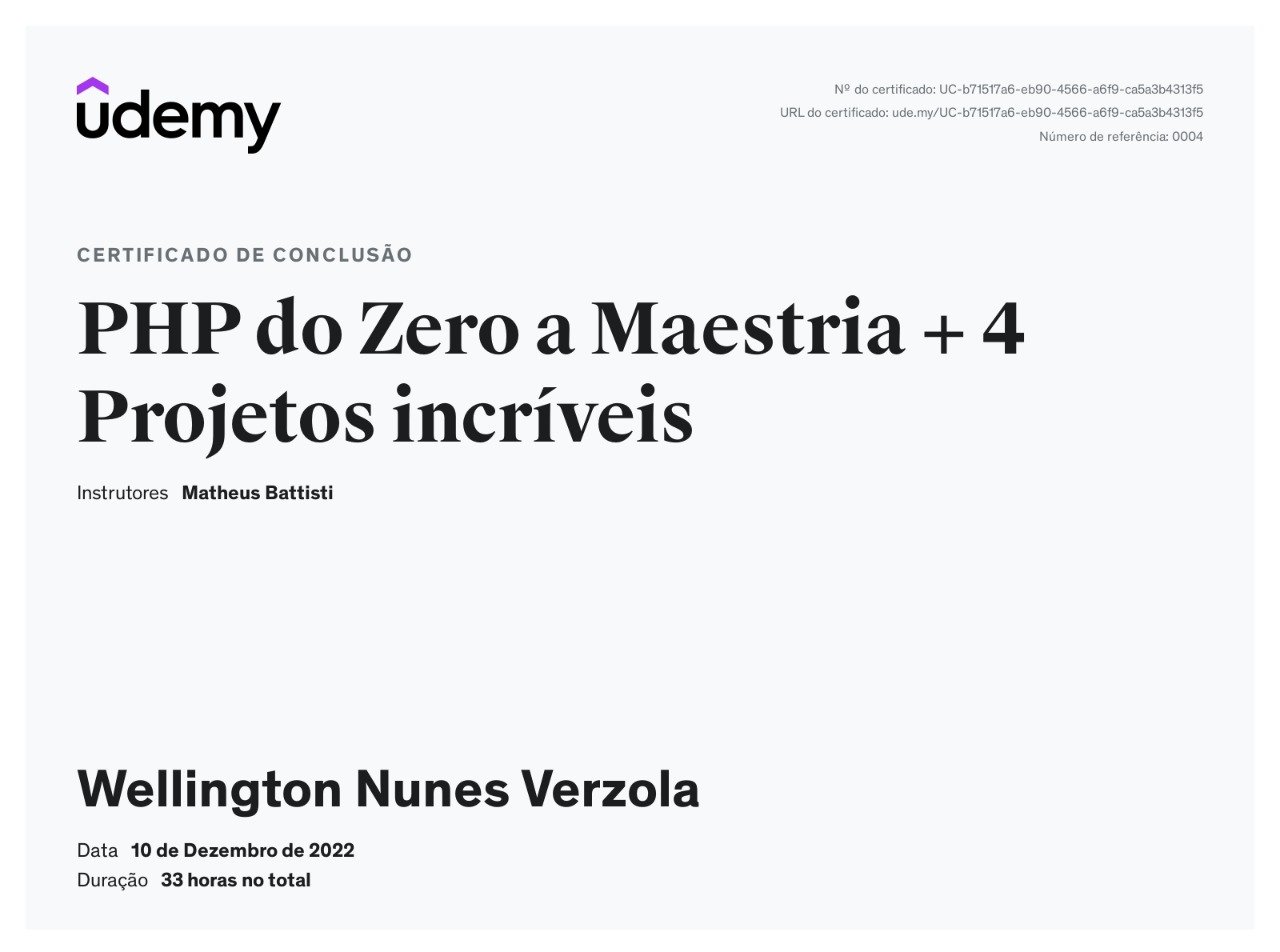 udemy
Nº do certificado: UC-b71517a6-eb90-4566-a6f9-ca5a3b4313f5
URL do certificado: ude.my/UC-b71517a6-eb90-4566-a6f9-ca5a3b4313f5
Número de referência: 0004
CERTIFICADO DE CONCLUSÃO
PHP do Zero a Maestria + 4
Projetos incríveis
Instrutores Matheus Battisti
Wellington Nunes Verzola
Data 10 de Dezembro de 2022
Duração 33 horas no total